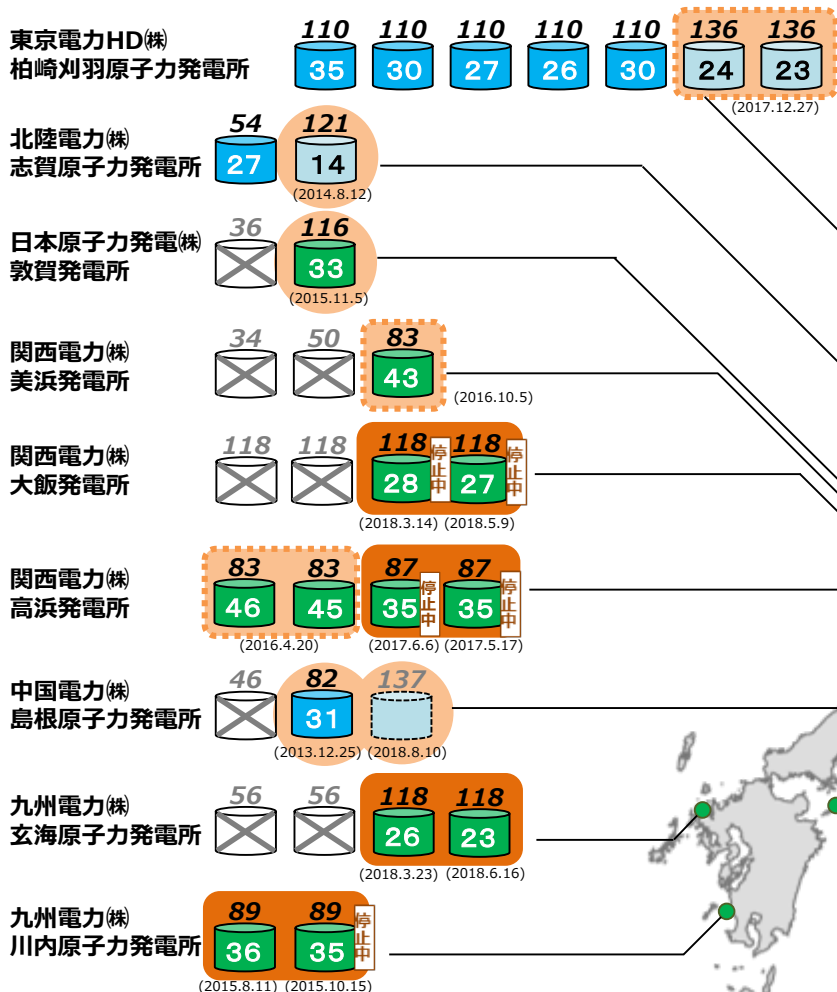 東京電力HD㈱
柏崎刈羽原子力発電所
110 110 110 110 110 136 136
35 30 27 26 30 24 23
(2017.12.27)
北陸電力㈱
志賀原子力発電所
54 121
27 14
(2014.8.12)
日本原子力発電㈱
敦賀発電所
36 116
33
(2015.11.5)
関西電力㈱
美浜発電所
34 50 83
43
(2016.10.5)
関西電力㈱
大飯発電所
118 118 118 118
28 停止中 27 停止中
(2018.3.14) (2018.5.9)
関西電力㈱
高浜発電所
83 83 87 87
46 45 35 停止中 35 停止中
(2016.4.20) (2017.6.6) (2017.5.17)
中国電力㈱
島根原子力発電所
46 82 137
31
(2013.12.25) (2018.8.10)
九州電力㈱
玄海原子力発電所
56 56 118 118
26 23
(2018.3.23) (2018.6.16)
九州電力㈱
川内原子力発電所
89 89
36 35 停止中
(2015.8.11) (2015.10.15)